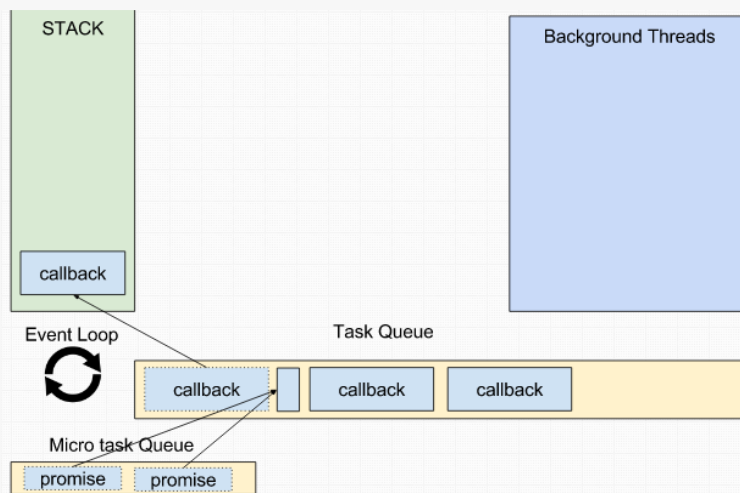 STACK
Background Threads
callback
Event Loop
Task Queue
callback
callback
callback
Micro task Queue
promise
promise